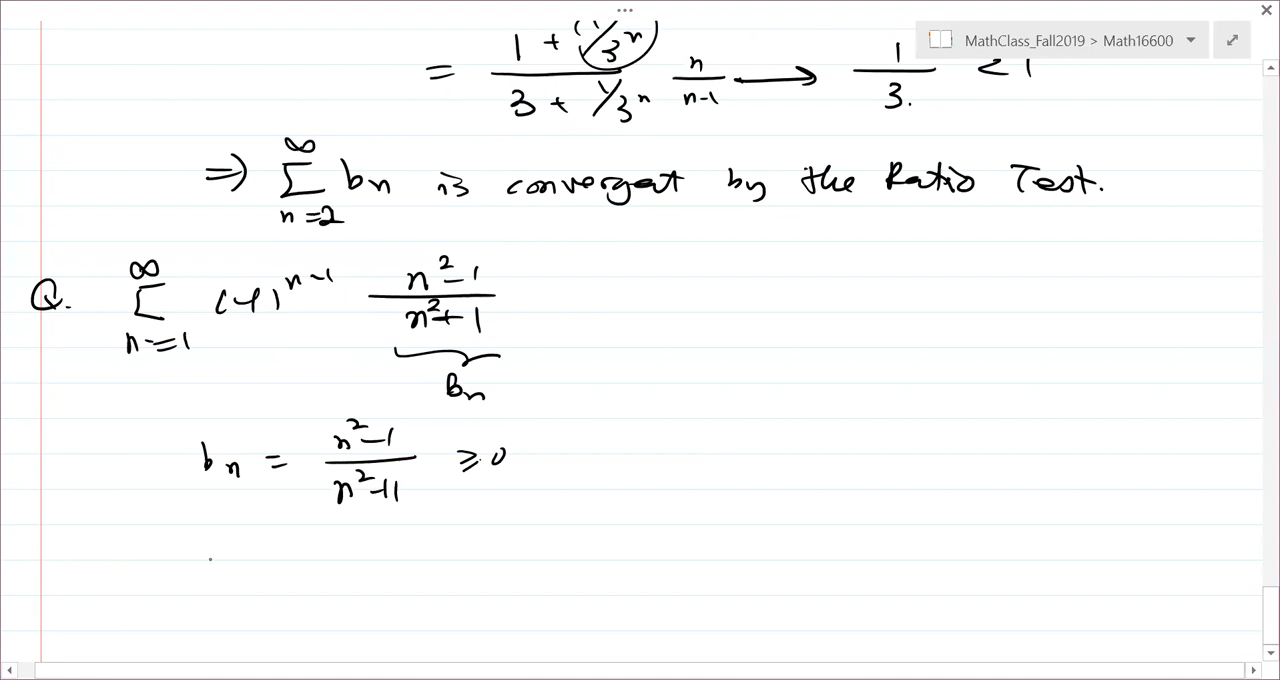 MathClass_Fall2019 > Math16600
= (1 + (1/3ⁿ)) / (3 + 1/3ⁿ) n/(n-1) ⟶ 1/3. < 1
⇒ ∑_{n=2}^{∞} bₙ is convergent by the Ratio Test.
Q. ∑_{n=1}^{∞} (-1)^{n-1} (n²-1)/(n²+1)
Bₙ
bₙ = (n²-1)/(n²+1) ≥ 0